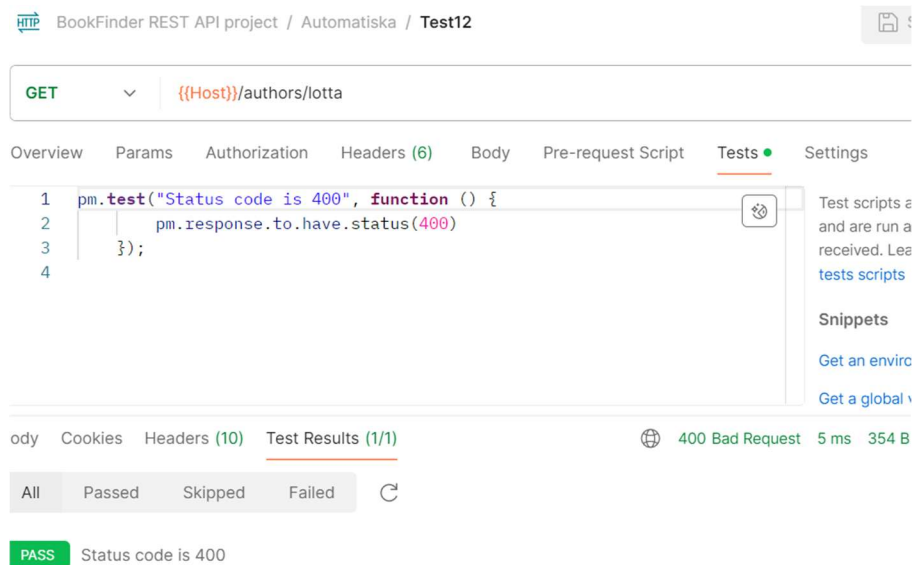 HTTP BookFinder REST API project / Automatiska / Test12
GET {{Host}}/authors/lotta
Overview Params Authorization Headers (6) Body Pre-request Script Tests Settings
1 pm.test("Status code is 400", function () {
2 pm.response.to.have.status(400)
3 });
4
Test scripts a
and are run a
received. Lea
tests scripts
Snippets
Get an enviro
Get a global v
ody Cookies Headers (10) Test Results (1/1) 400 Bad Request 5 ms 354 B
All Passed Skipped Failed
PASS Status code is 400